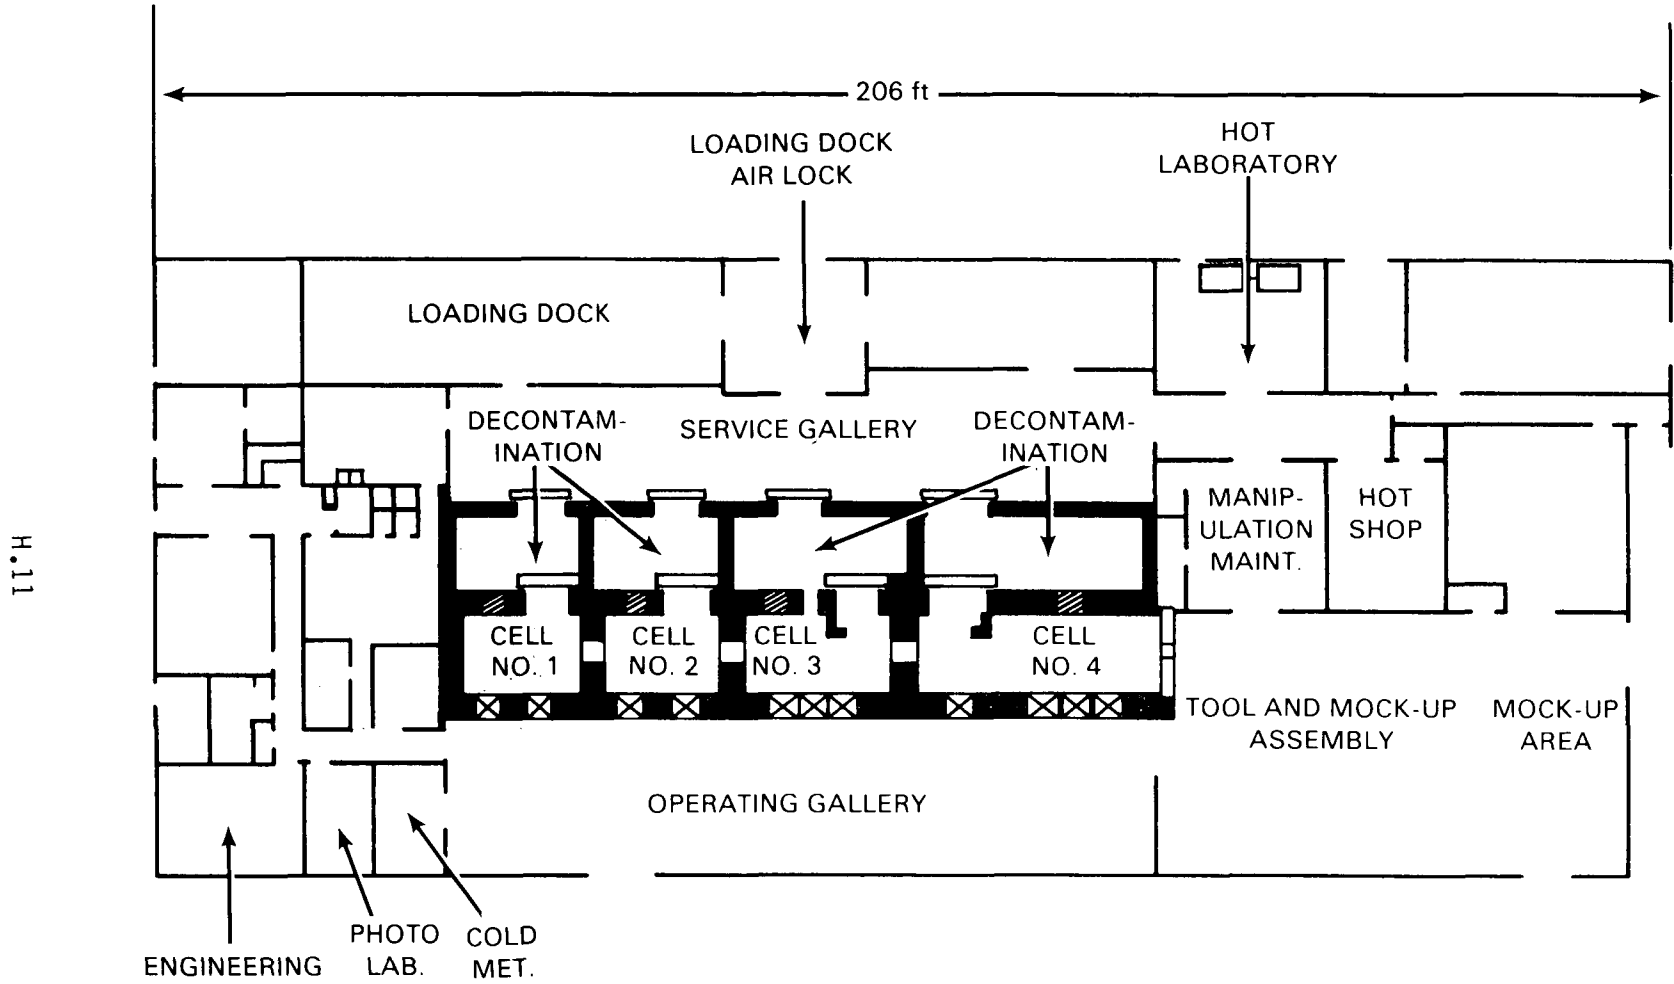 206 ft
LOADING DOCK
AIR LOCK
HOT
LABORATORY
LOADING DOCK
DECONTAM-
INATION
SERVICE GALLERY
DECONTAM-
INATION
MANIP-
ULATION
MAINT.
HOT
SHOP
H.11
CELL
NO. 1
CELL
NO. 2
CELL
NO. 3
CELL
NO. 4
TOOL AND MOCK-UP
ASSEMBLY
MOCK-UP
AREA
OPERATING GALLERY
ENGINEERING
PHOTO
LAB.
COLD
MET.